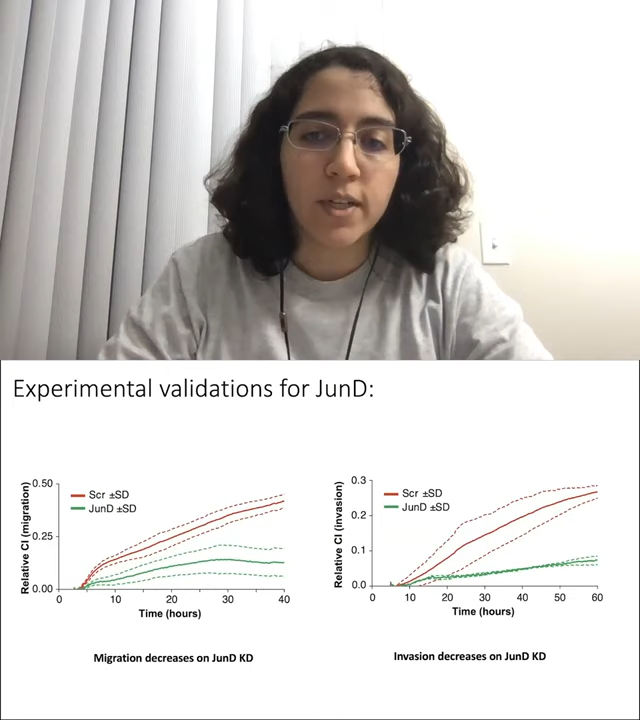 Experimental validations for JunD:
Relative CI (migration)
0.50
0.25
0.00
Scr ±SD
JunD ±SD
0
10
20
30
40
Time (hours)
Migration decreases on JunD KD
Relative CI (invasion)
0.3
0.2
0.1
0.0
Scr ±SD
JunD ±SD
0
10
20
30
40
50
60
Time (hours)
Invasion decreases on JunD KD